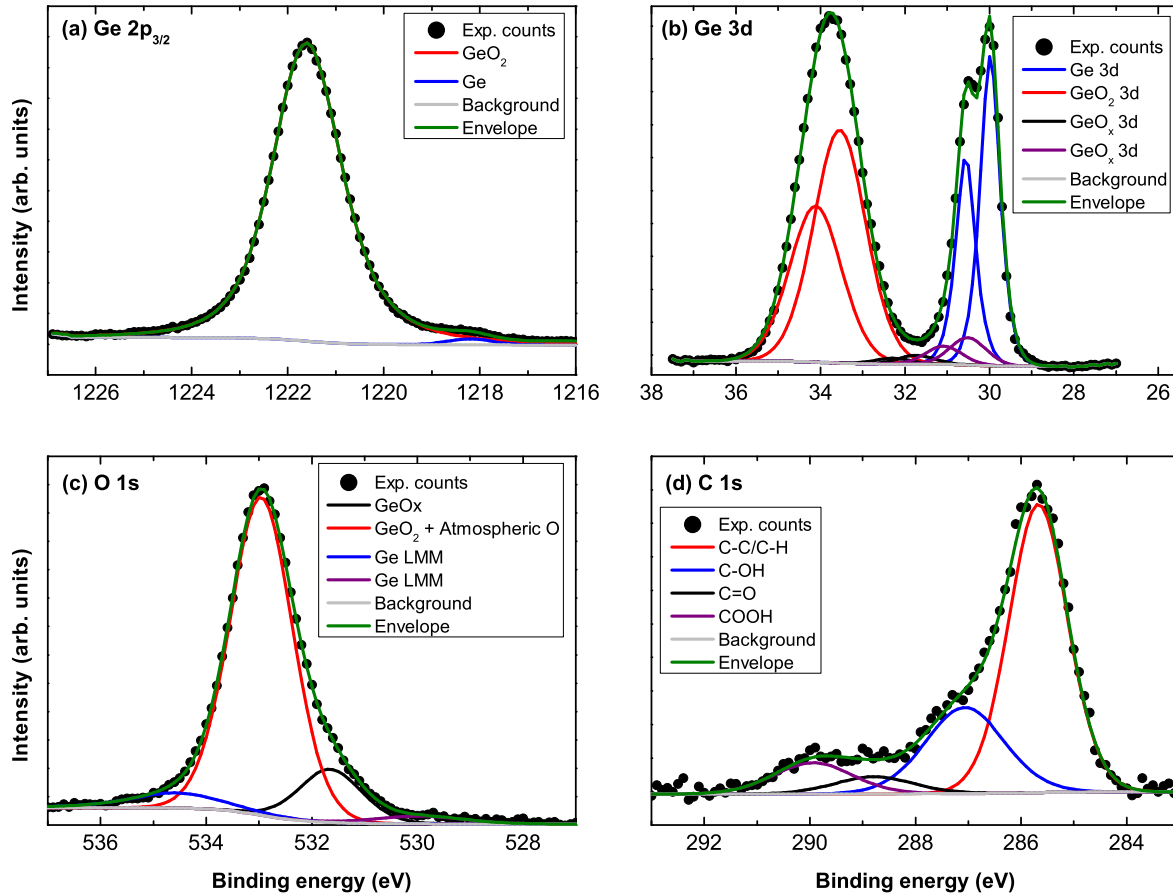 (a) Ge 2p3/2
Exp. counts
GeO2
Ge
Background
Envelope
Intensity (arb. units)
1226 1224 1222 1220 1218 1216
(b) Ge 3d
Exp. counts
Ge 3d
GeO2 3d
GeOx 3d
GeOx 3d
Background
Envelope
38 36 34 32 30 28 26
(c) O 1s
Exp. counts
GeOx
GeO2 + Atmospheric O
Ge LMM
Ge LMM
Background
Envelope
Intensity (arb. units)
536 534 532 530 528
Binding energy (eV)
(d) C 1s
Exp. counts
C-C/C-H
C-OH
C=O
COOH
Background
Envelope
292 290 288 286 284
Binding energy (eV)